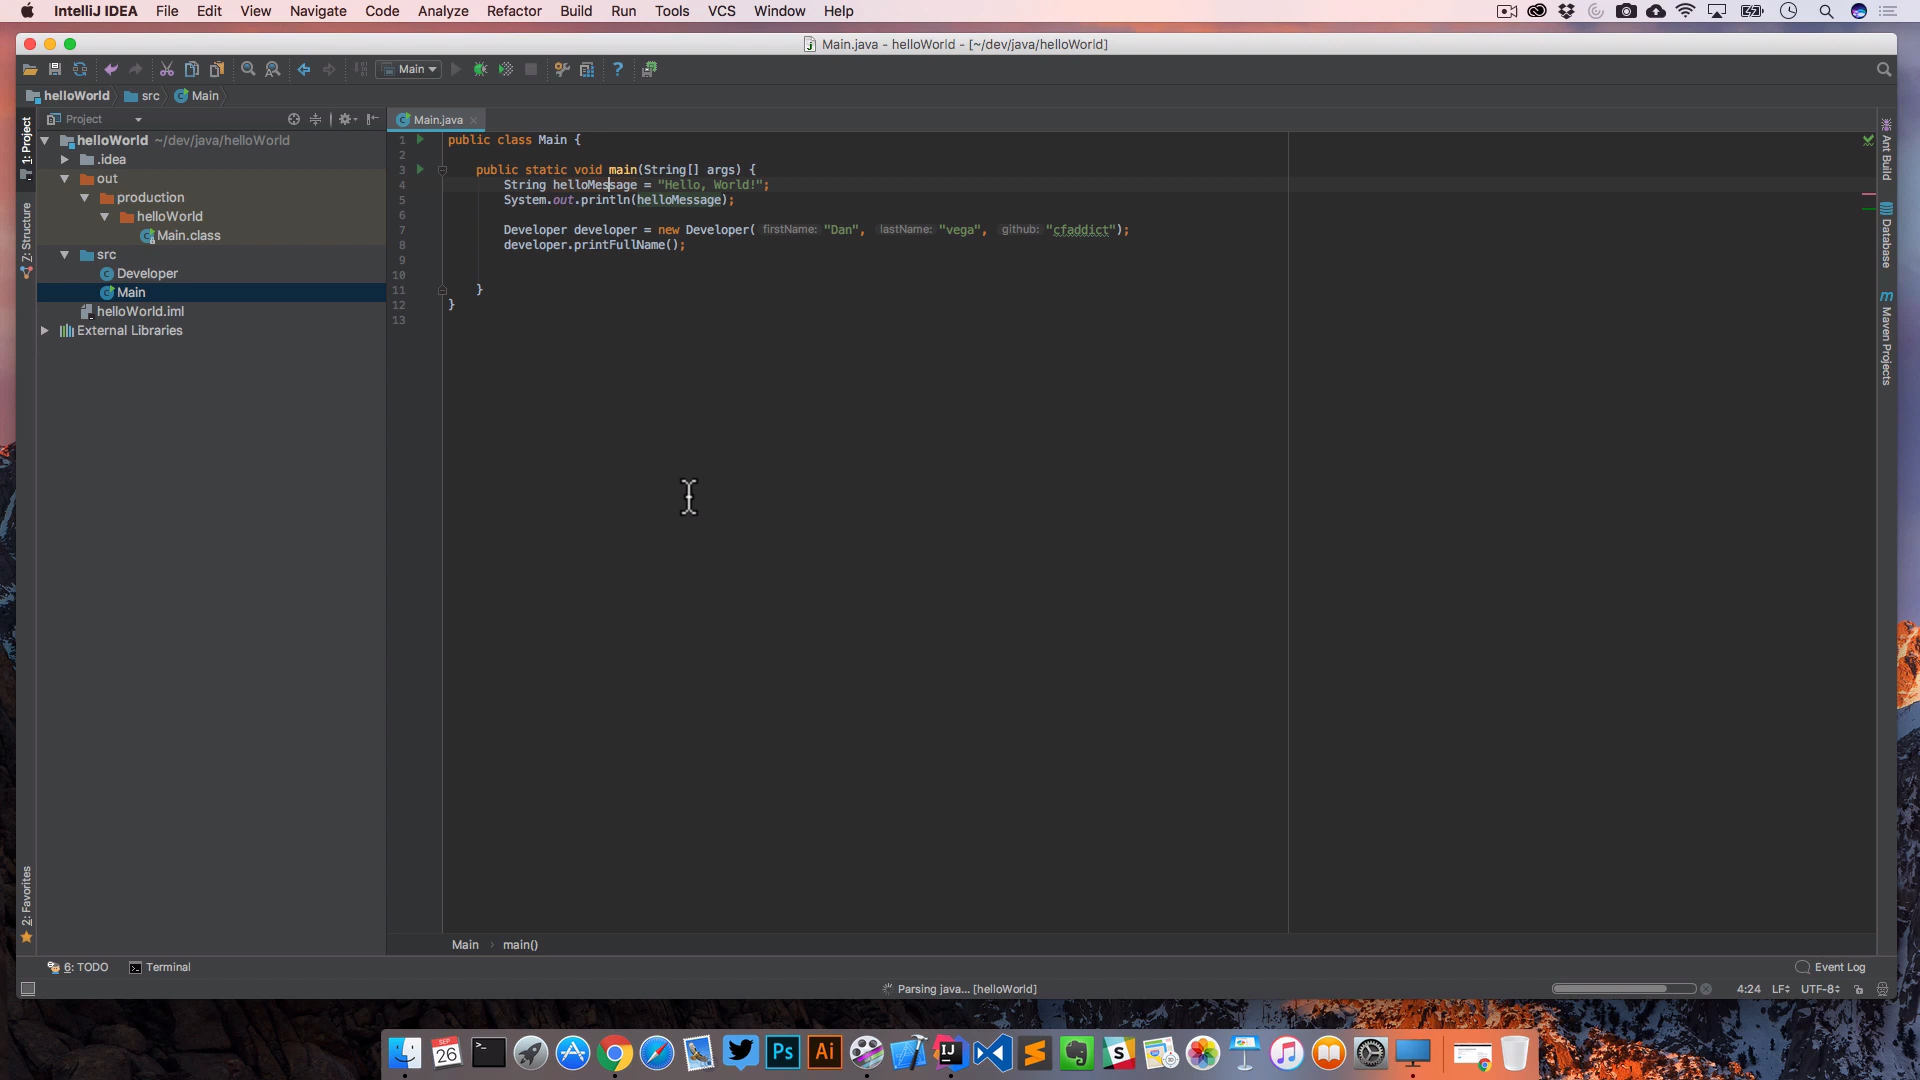 IntelliJ IDEA File Edit View Navigate Code Analyze Refactor Build Run Tools VCS Window Help
Main.java - helloWorld - [~/dev/java/helloWorld]
Main
helloWorld src Main
Project
Main.java
1: Project
helloWorld ~/dev/java/helloWorld
.idea
out
production
helloWorld
Main.class
src
Developer
Main
helloWorld.iml
External Libraries
Z: Structure
2: Favorites
1 public class Main {
2
3 public static void main(String[] args) {
4 String helloMessage = "Hello, World!";
5 System.out.println(helloMessage);
6
7 Developer developer = new Developer( firstName: "Dan", lastName: "vega", github: "cfaddict");
8 developer.printFullName();
9
10
11 }
12 }
13
Ant Build
Database
m
Maven Projects
Main main()
6: TODO Terminal
Event Log
Parsing java... [helloWorld]
4:24 LF UTF-8
SEP
26
Ps
Ai
IJ
S